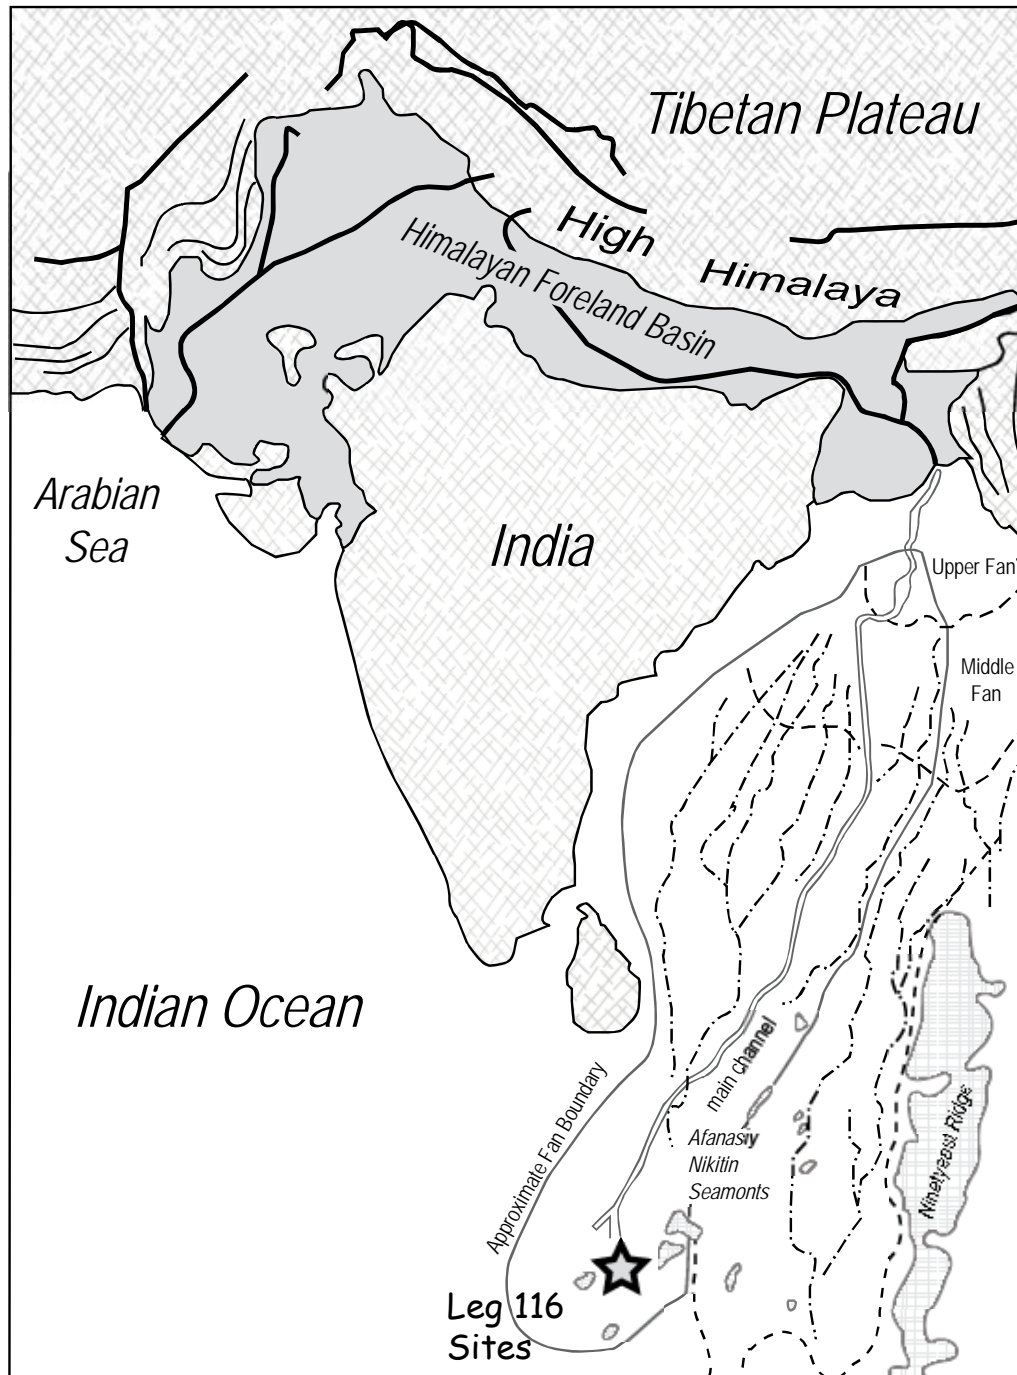 Tibetan Plateau
High
Himalaya
Himalayan Foreland Basin
Arabian
Sea
India
Upper Fan
Middle
Fan
Indian Ocean
main channel
Approximate Fan Boundary
Afanasiy
Nikitin
Seamonts
Ninetyeast Ridge
Leg 116
Sites